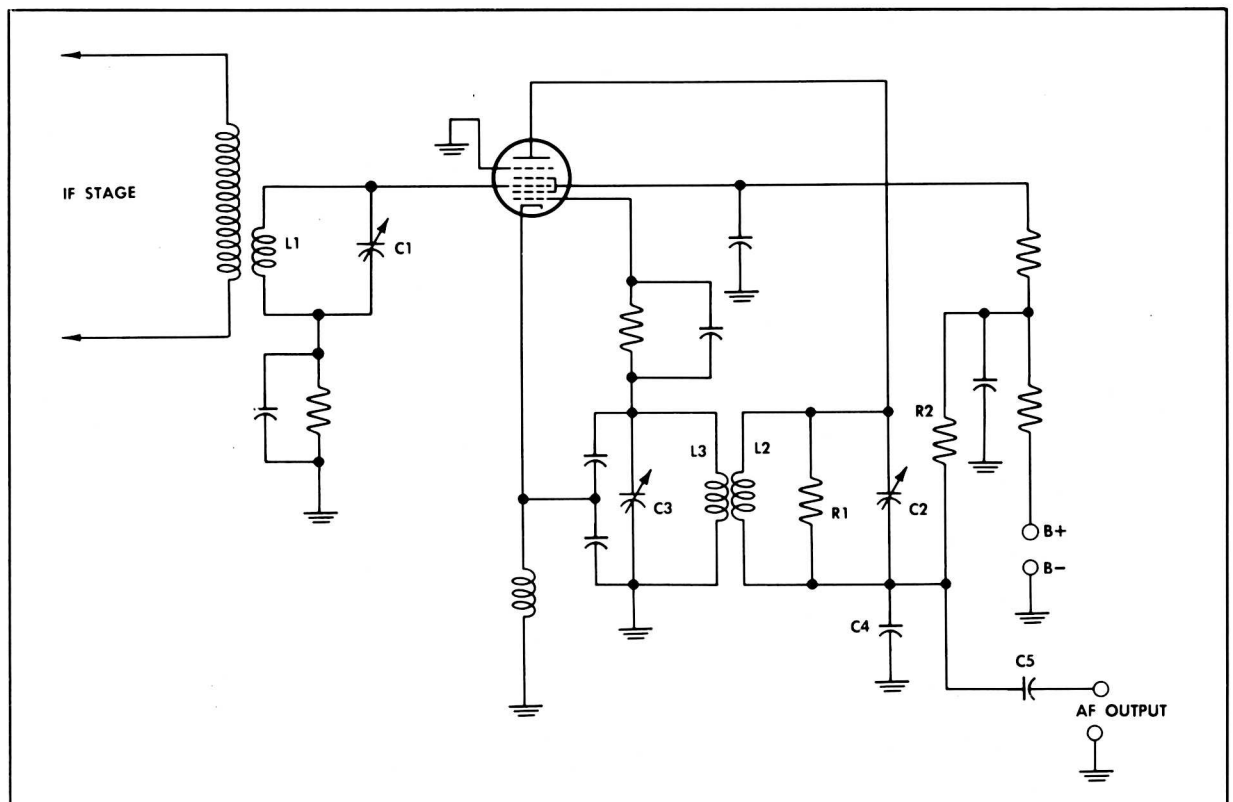 IF STAGE
L1
C1
L3
L2
C3
R1
C2
R2
B+
B-
C4
C5
AF OUTPUT